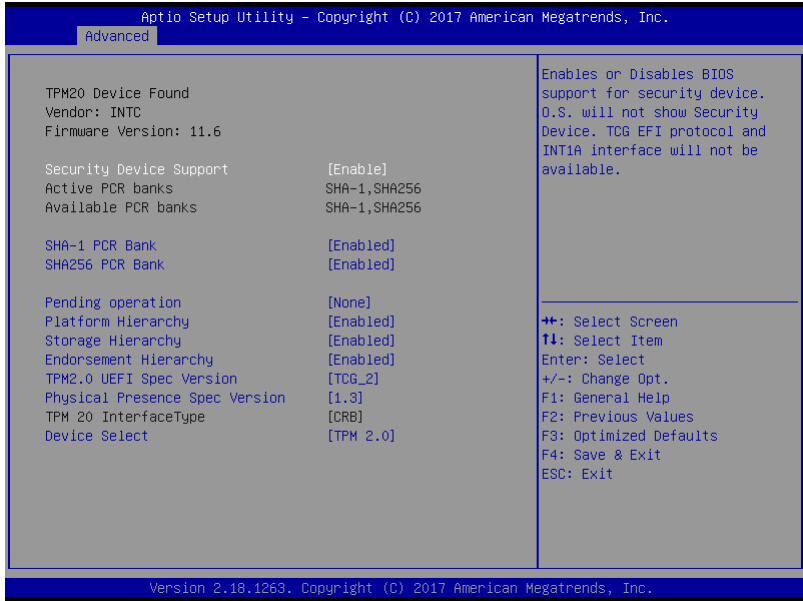 Aptio Setup Utility – Copyright (C) 2017 American Megatrends, Inc.
Advanced
TPM20 Device Found
Vendor: INTC
Firmware Version: 11.6
Security Device Support [Enable]
Active PCR banks SHA-1,SHA256
Available PCR banks SHA-1,SHA256
SHA-1 PCR Bank [Enabled]
SHA256 PCR Bank [Enabled]
Pending operation [None]
Platform Hierarchy [Enabled]
Storage Hierarchy [Enabled]
Endorsement Hierarchy [Enabled]
TPM2.0 UEFI Spec Version [TCG_2]
Physical Presence Spec Version [1.3]
TPM 20 InterfaceType [CRB]
Device Select [TPM 2.0]
Enables or Disables BIOS
support for security device.
O.S. will not show Security
Device. TCG EFI protocol and
INT1A interface will not be
available.
→←: Select Screen
↑↓: Select Item
Enter: Select
+/-: Change Opt.
F1: General Help
F2: Previous Values
F3: Optimized Defaults
F4: Save & Exit
ESC: Exit
Version 2.18.1263. Copyright (C) 2017 American Megatrends, Inc.